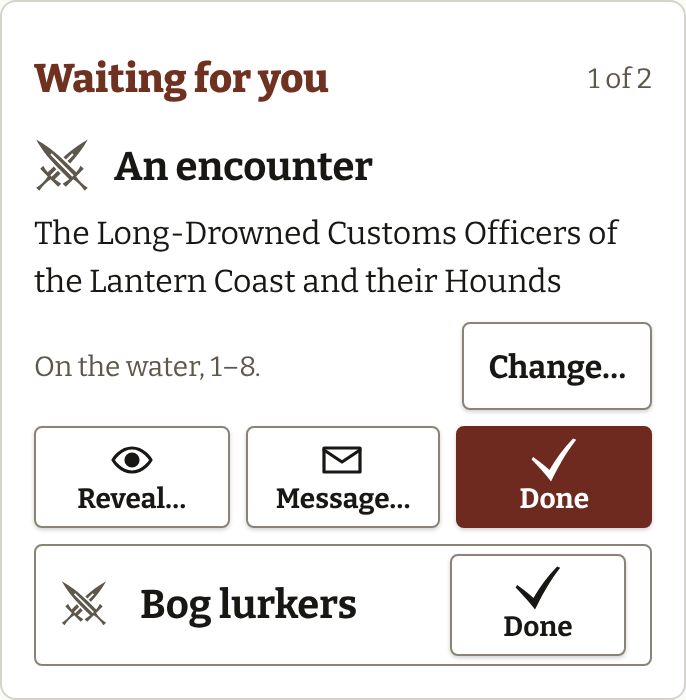 Waiting for you
1 of 2
An encounter
The Long-Drowned Customs Officers of
the Lantern Coast and their Hounds
On the water, 1–8.
Change...
Reveal...
Message...
Done
Bog lurkers
Done